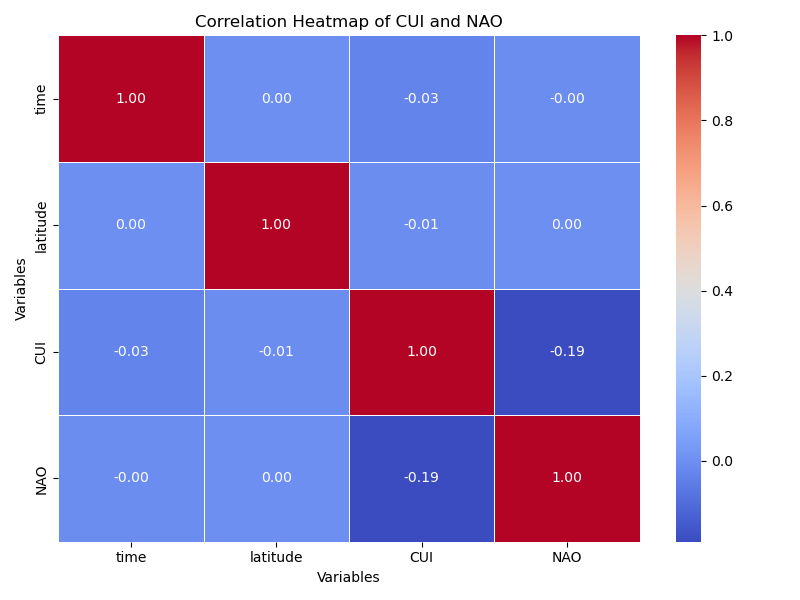 Correlation Heatmap of CUI and NAO
time
1.00
0.00
-0.03
-0.00
latitude
0.00
1.00
-0.01
0.00
CUI
-0.03
-0.01
1.00
-0.19
NAO
-0.00
0.00
-0.19
1.00
Variables
time
latitude
CUI
NAO
Variables
1.0
0.8
0.6
0.4
0.2
0.0